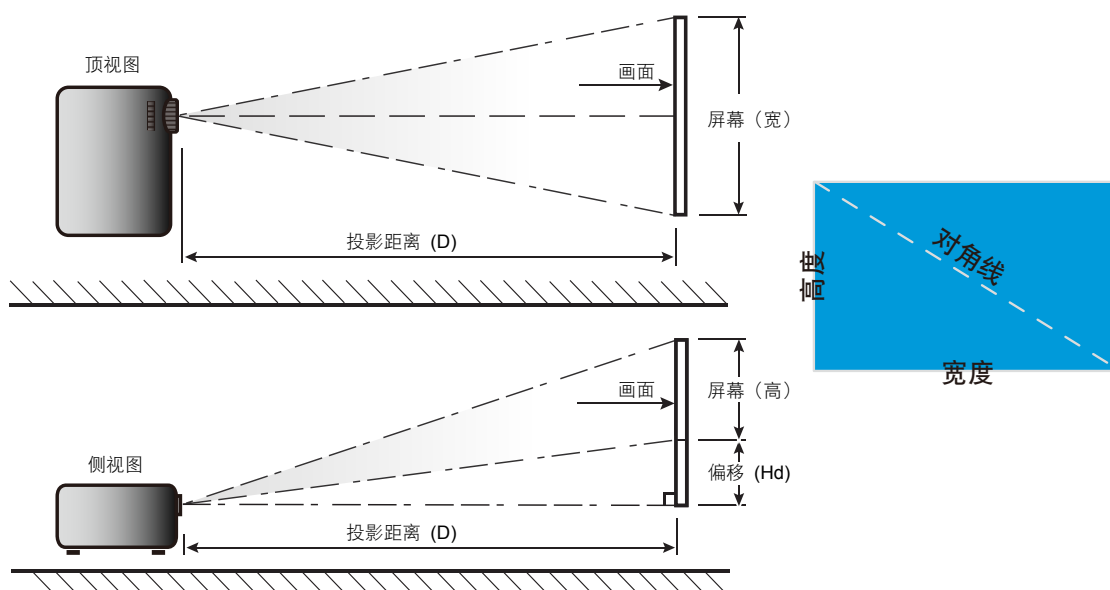 顶视图
画面
屏幕（宽）
投影距离 (D)
对角线
高度
宽度
侧视图
画面
屏幕（高）
偏移 (Hd)
投影距离 (D)